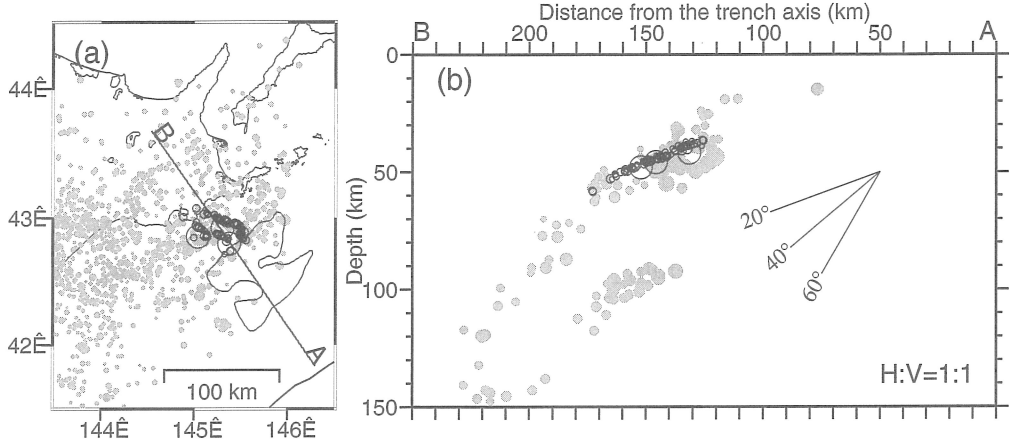 (a)
44Ê
43Ê
42Ê
144Ê 145Ê 146Ê
B
A
100 km
Distance from the trench axis (km)
B 200 150 100 50 A
(b)
0
50
100
150
Depth (km)
20°
40°
60°
H:V=1:1